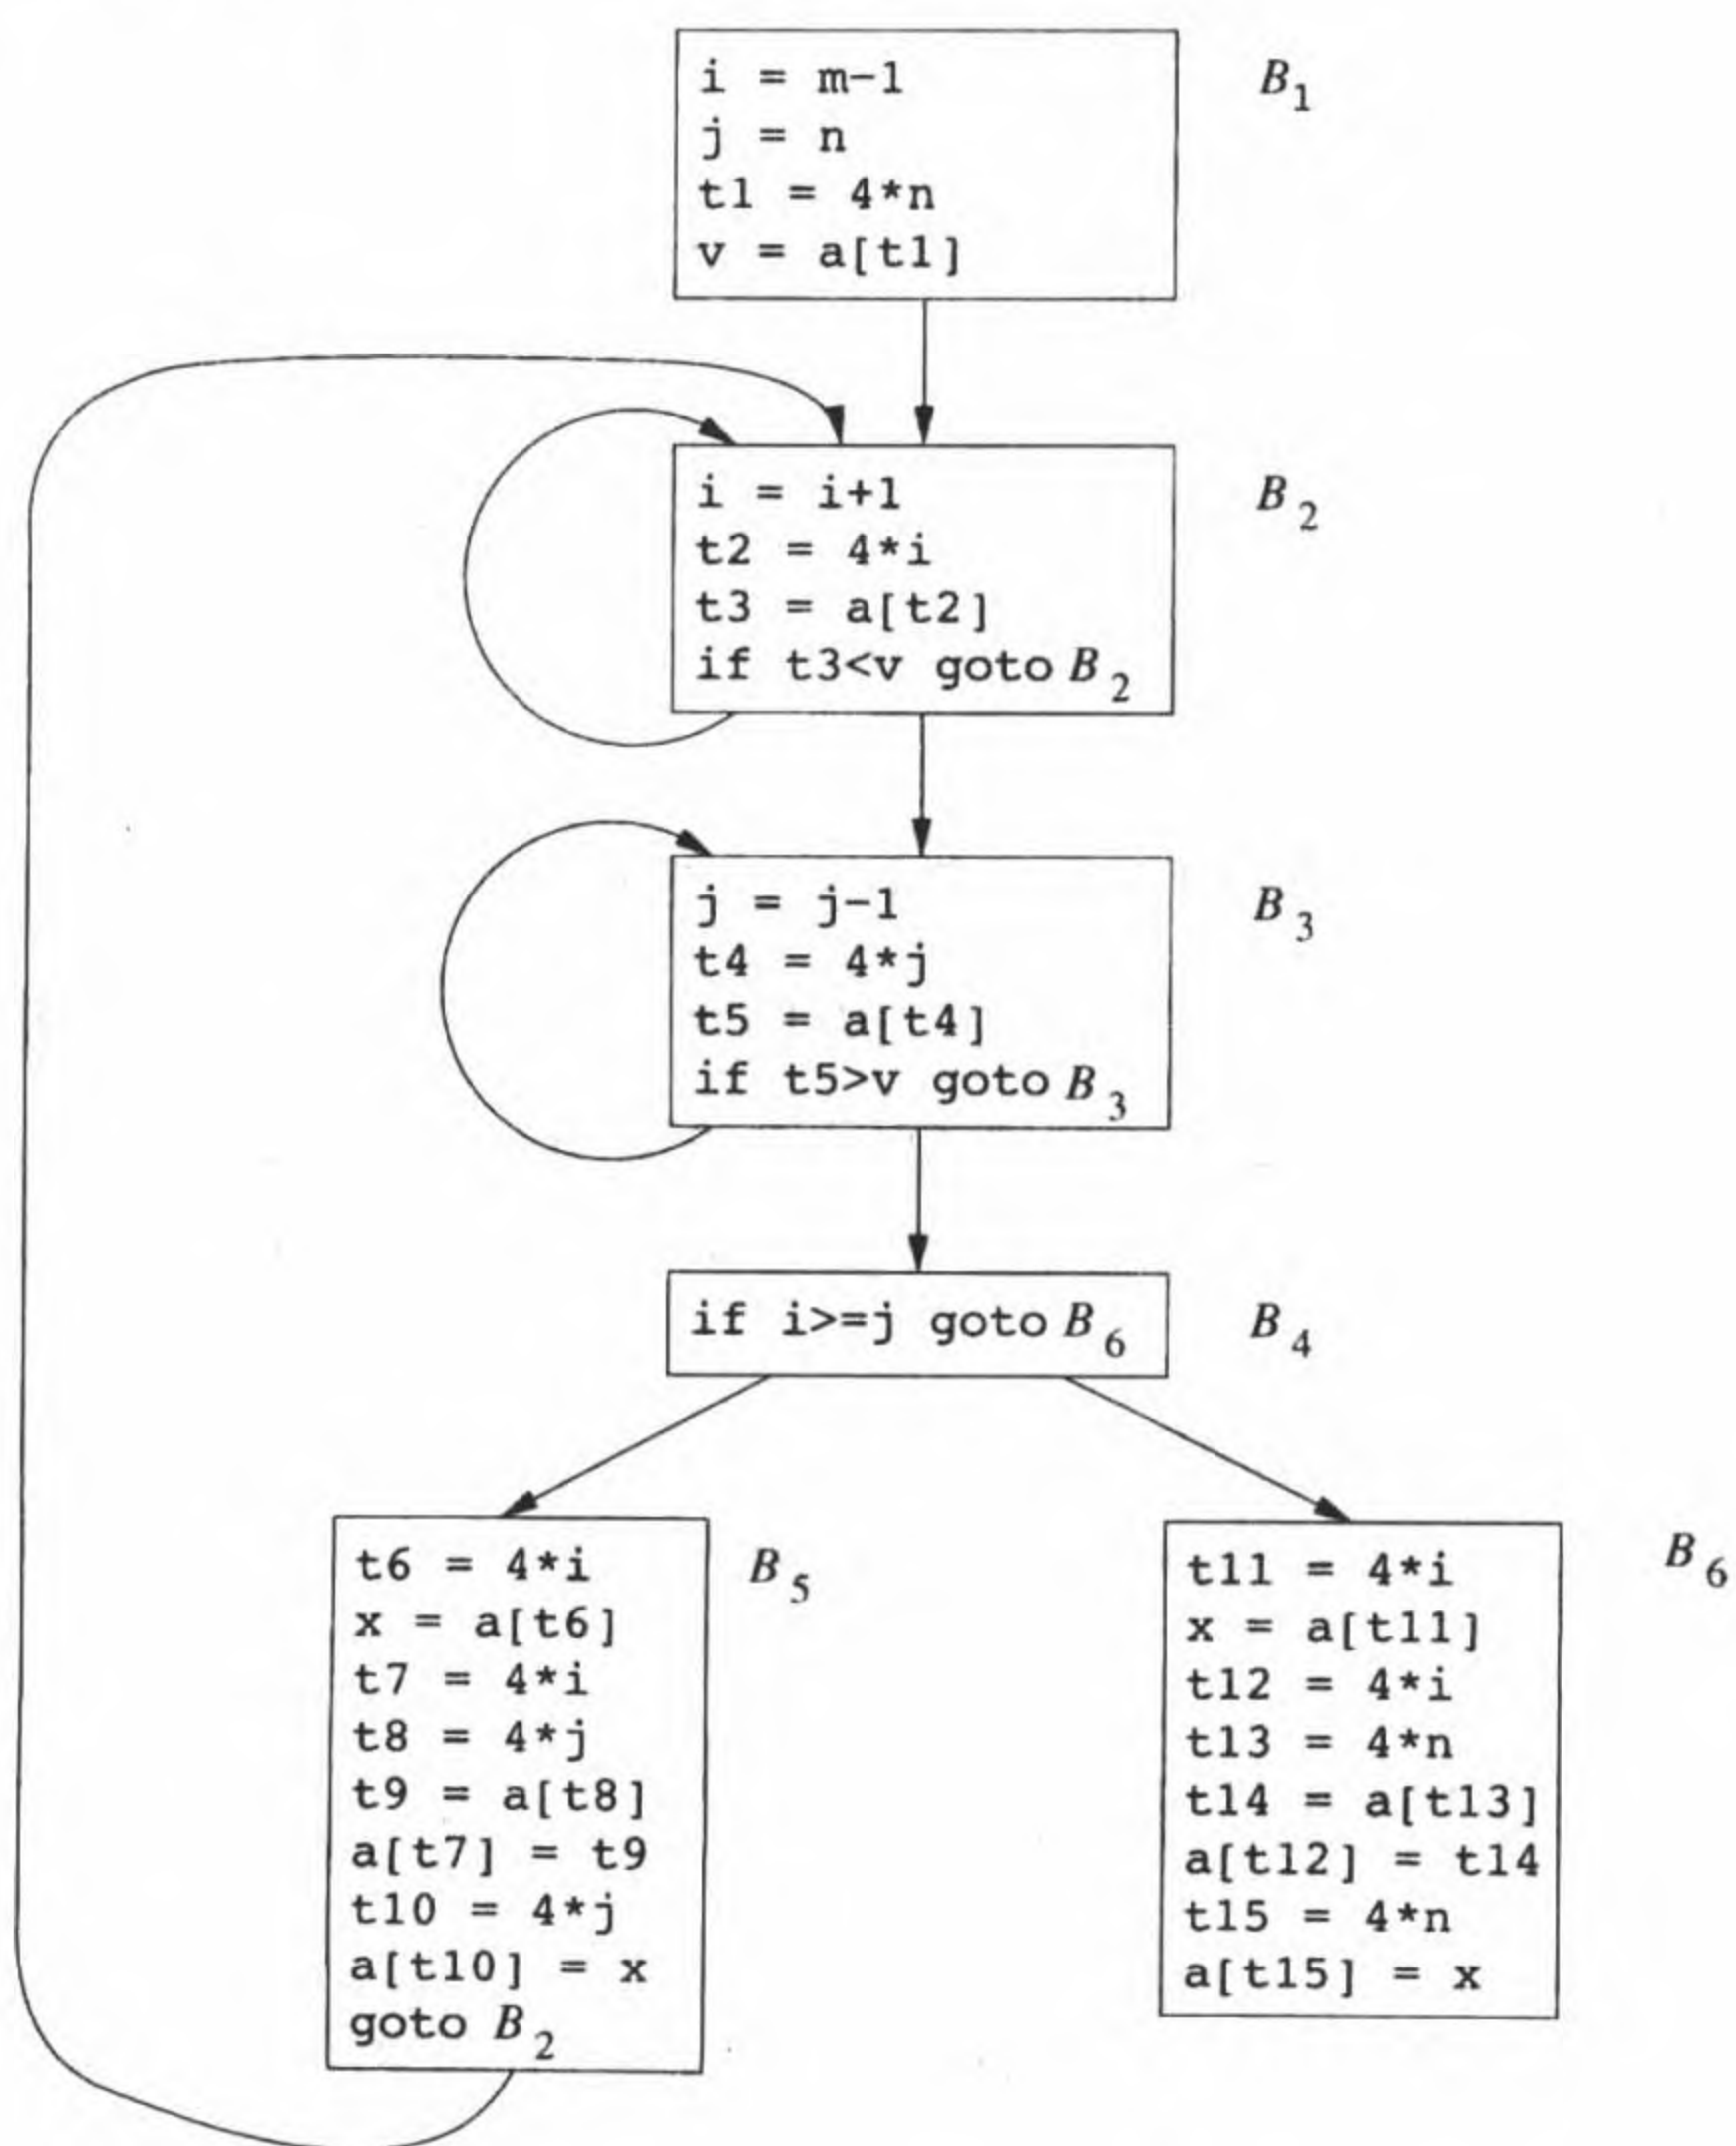 i = m-1
B1
j = n
t1 = 4*n
v = a[t1]
i = i+1
B2
t2 = 4*i
t3 = a[t2]
if t3<v goto B2
j = j-1
B3
t4 = 4*j
t5 = a[t4]
if t5>v goto B3
if i>=j goto B6
B4
t6 = 4*i
x = a[t6]
t7 = 4*i
t8 = 4*j
t9 = a[t8]
a[t7] = t9
t10 = 4*j
a[t10] = x
goto B2
B5
t11 = 4*i
x = a[t11]
t12 = 4*i
t13 = 4*n
t14 = a[t13]
a[t12] = t14
t15 = 4*n
a[t15] = x
B6